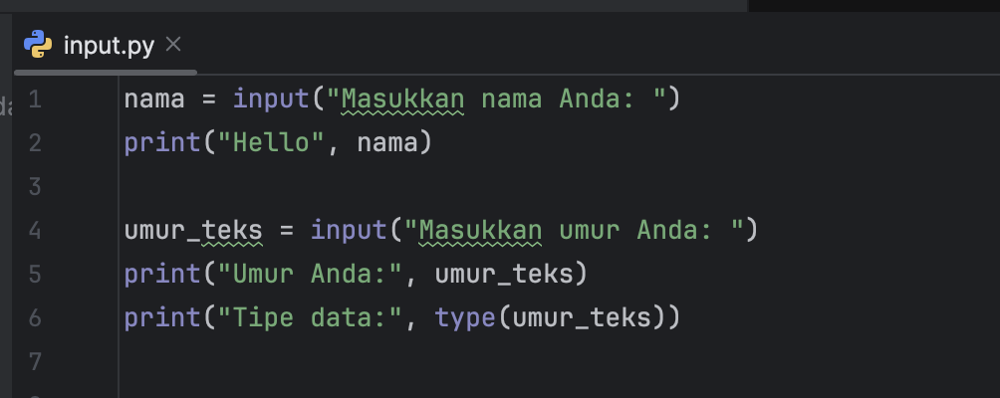 input.py
1 nama = input("Masukkan nama Anda: ")
2 print("Hello", nama)
3
4 umur_teks = input("Masukkan umur Anda: ")
5 print("Umur Anda:", umur_teks)
6 print("Tipe data:", type(umur_teks))
7